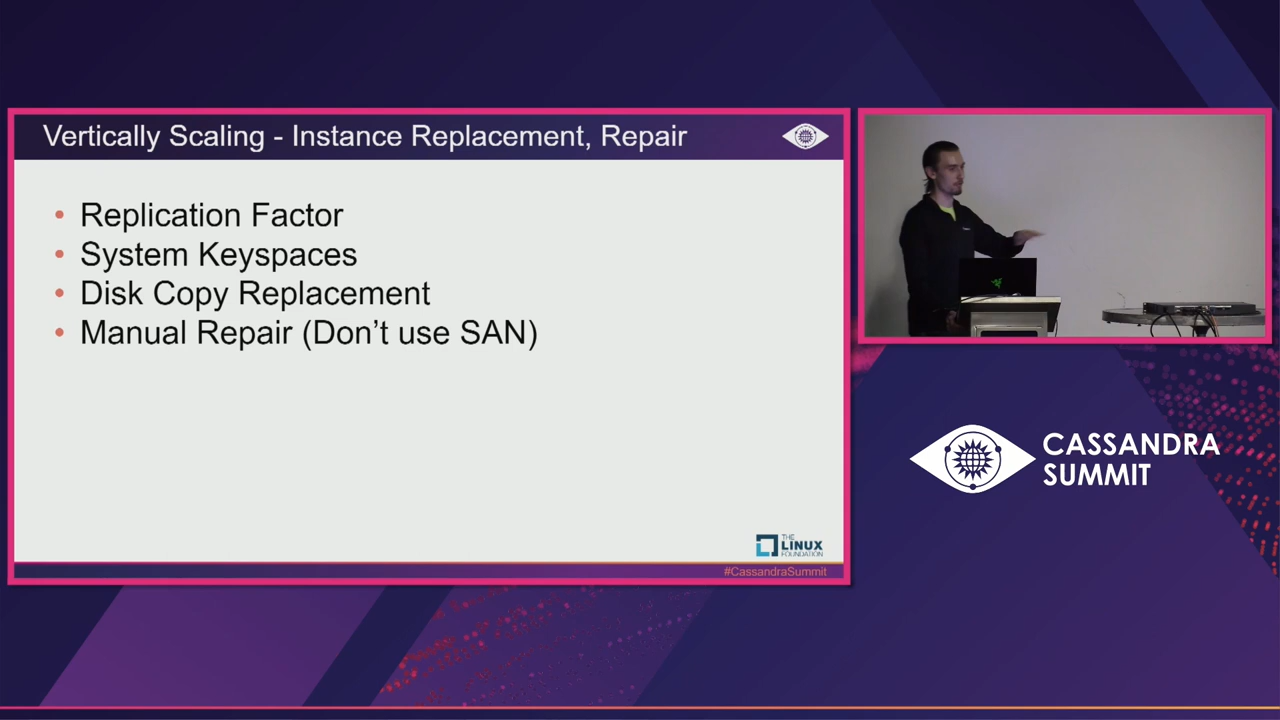 Vertically Scaling - Instance Replacement, Repair
• Replication Factor
• System Keyspaces
• Disk Copy Replacement
• Manual Repair (Don't use SAN)
THE
LINUX
FOUNDATION
#CassandraSummit
CASSANDRA
SUMMIT